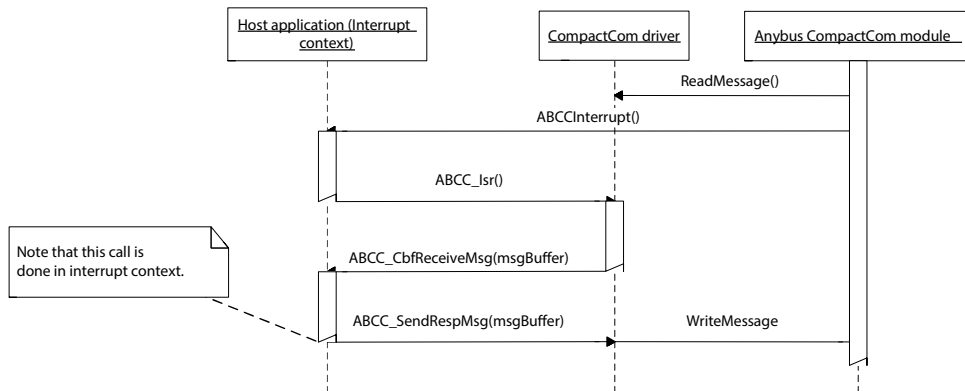 Host application (Interrupt
context)
CompactCom driver
Anybus CompactCom module
ReadMessage()
ABCCInterrupt()
ABCC_Isr()
Note that this call is
done in interrupt context.
ABCC_CbfReceiveMsg(msgBuffer)
ABCC_SendRespMsg(msgBuffer)
WriteMessage